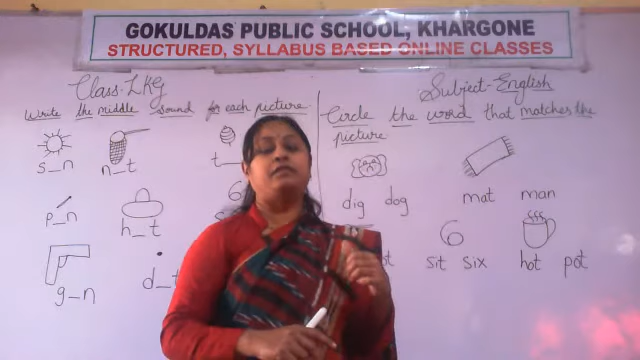 GOKULDAS PUBLIC SCHOOL, KHARGONE
STRUCTURED, SYLLABUS BASED ONLINE CLASSES
Class-LKG
Write the middle sound for each picture
s_n n_t t_
p_n h_t 6
g_n d_t
Subject-English
Circle the word that matches the
picture
dig dog mat man
6
sit six hot pot